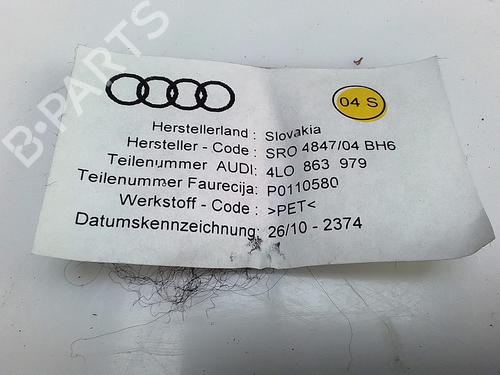 B-PARTS
04 S
Herstellerland : Slovakia
Hersteller - Code : SRO 4847/04 BH6
Teilenummer AUDI: 4LO 863 979
Teilenummer Faurecija: P0110580
Werkstoff - Code : >PET<
Datumskennzeichnung: 26/10 - 2374